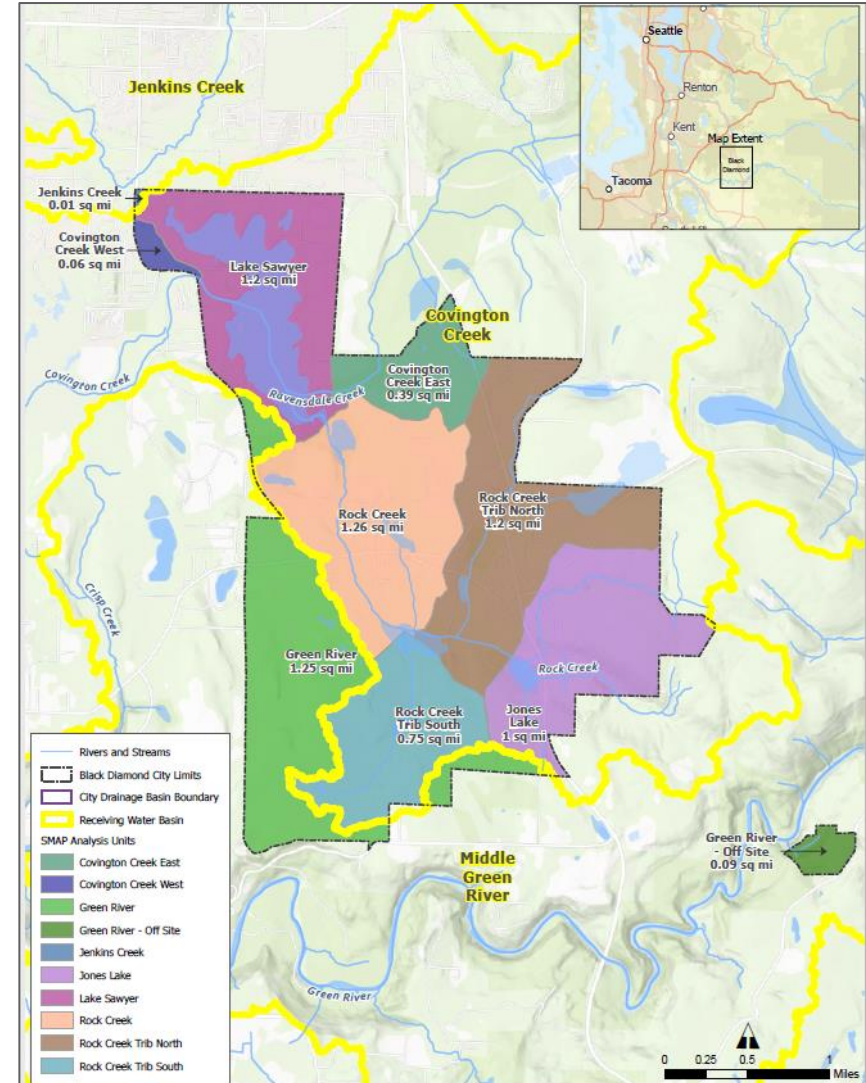 Jenkins Creek
Seattle
Renton
Kent
Map Extent
Black
Diamond
Tacoma
Jenkins Creek
0.01 sq mi
Covington
Creek West
0.06 sq mi
Lake Sawyer
1.2 sq mi
Covington
Creek
Covington Creek
Ravensdale Creek
Covington
Creek East
0.39 sq mi
Rock Creek
1.26 sq mi
Rock Creek
Trib North
1.2 sq mi
Crisp Creek
Green River
1.25 sq mi
Rock Creek
Rock Creek
Trib South
0.75 sq mi
Jones
Lake
1 sq mi
Green River
- Off Site
0.09 sq mi
Middle
Green
River
Green River
Rivers and Streams
Black Diamond City Limits
City Drainage Basin Boundary
Receiving Water Basin
SMAP Analysis Units
Covington Creek East
Covington Creek West
Green River
Green River - Off Site
Jenkins Creek
Jones Lake
Lake Sawyer
Rock Creek
Rock Creek Trib North
Rock Creek Trib South
0 0.25 0.5 1
Miles